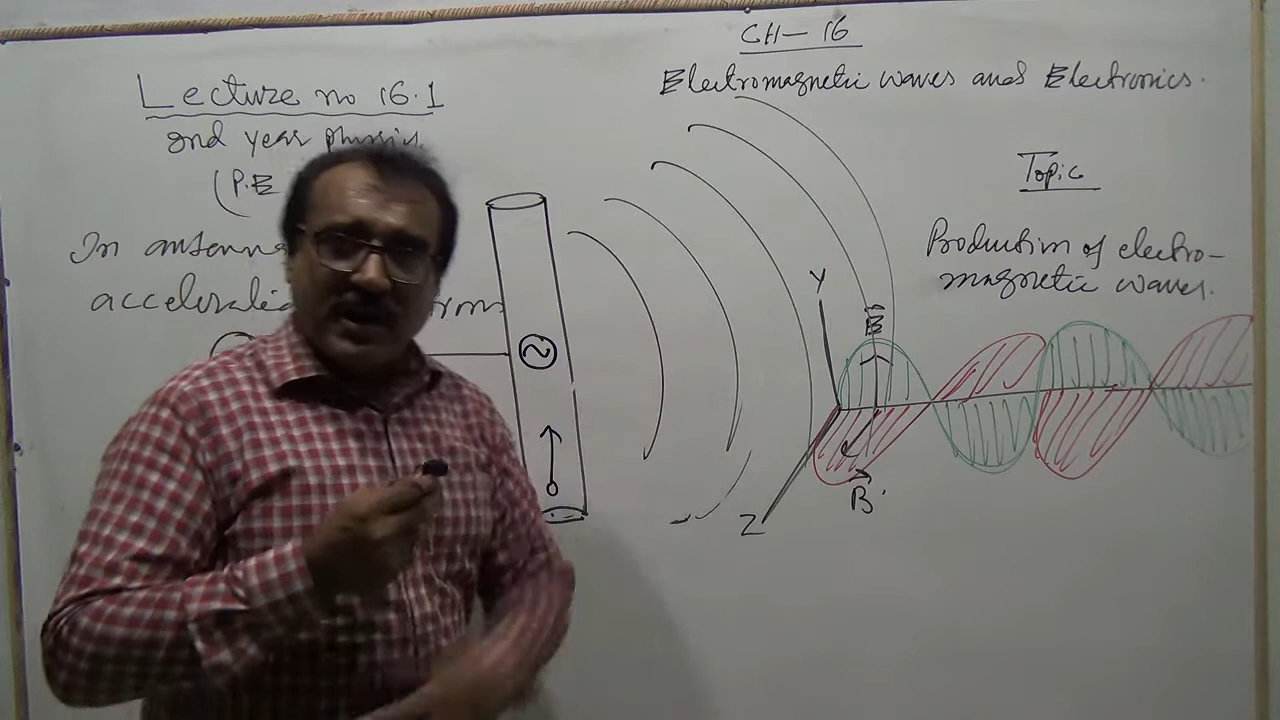 CH- 16
Electromagnetic waves and Electronics.
Lecture no 16.1
2nd year physics
(P.E
Topic
Production of electro-
magnetic waves.
In antenna
Y
E
B
Z